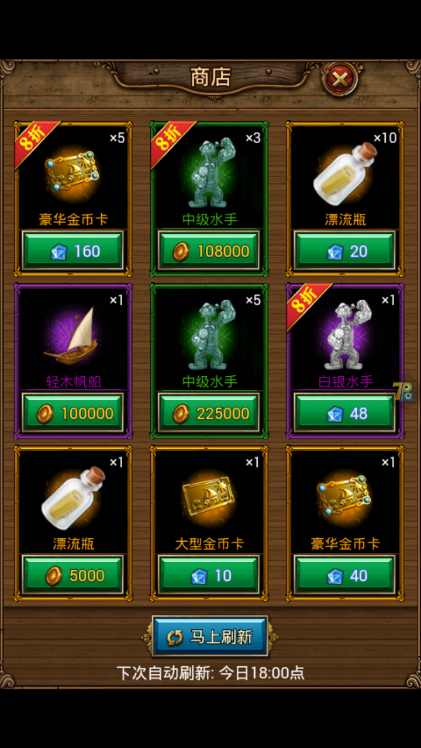 商店
8折
×5
豪华金币卡
160
8折
×3
中级水手
108000
×10
漂流瓶
20
×1
轻木帆船
100000
×5
中级水手
225000
8折
×1
白银水手
48
×1
漂流瓶
5000
×1
大型金币卡
10
×1
豪华金币卡
40
马上刷新
下次自动刷新: 今日18:00点